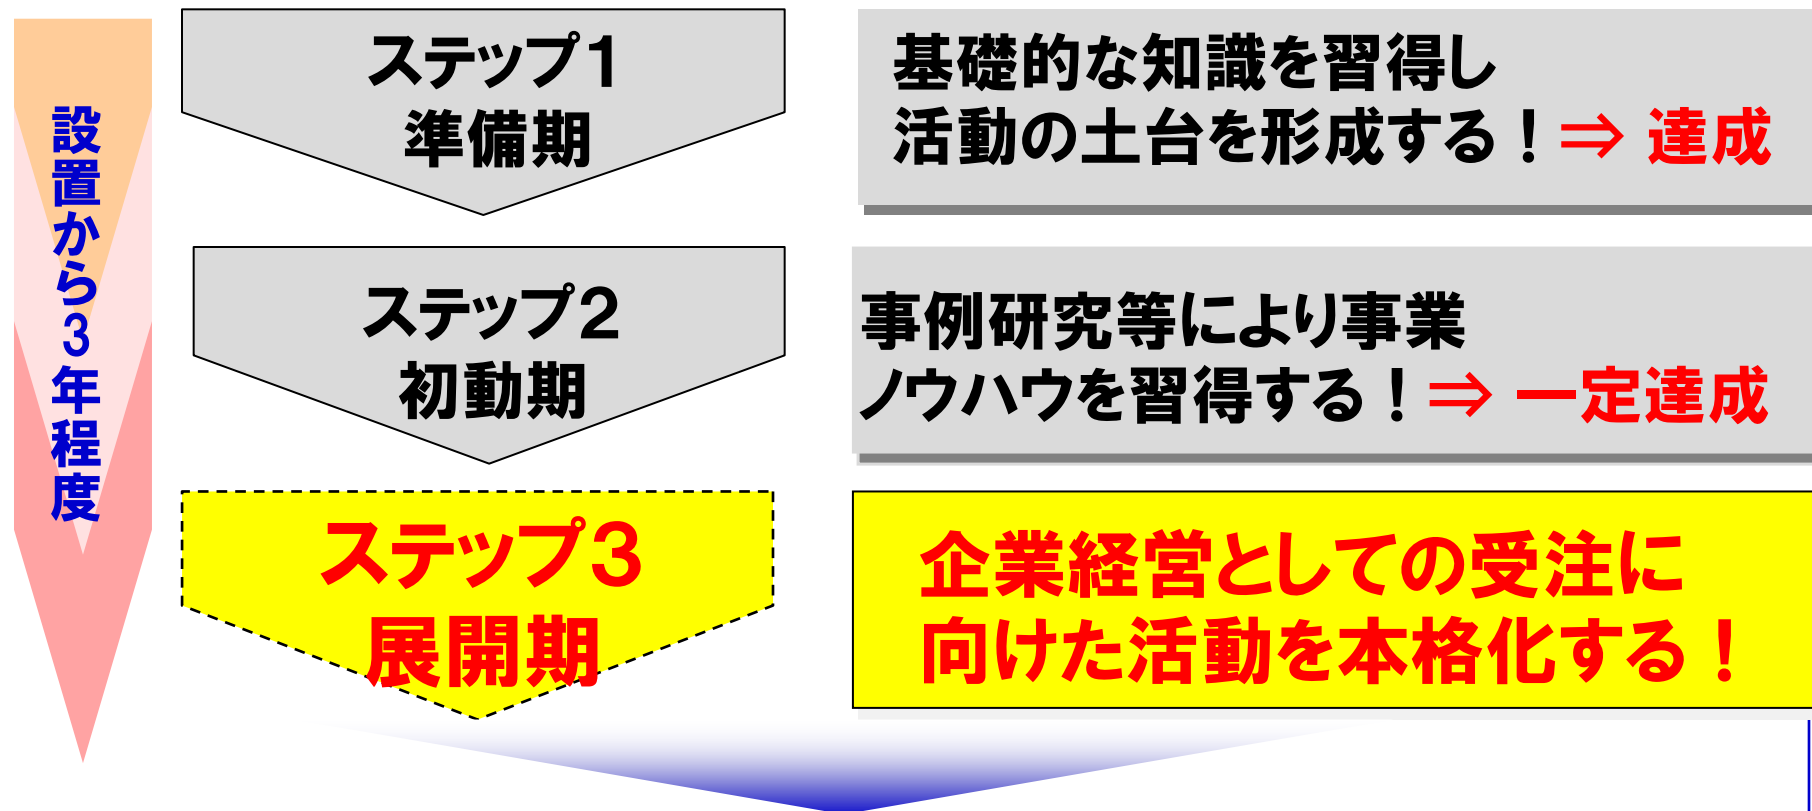 設置から３年程度
ステップ１
準備期
基礎的な知識を習得し
活動の土台を形成する！⇒ 達成
ステップ２
初動期
事例研究等により事業
ノウハウを習得する！⇒ 一定達成
ステップ３
展開期
企業経営としての受注に
向けた活動を本格化する！